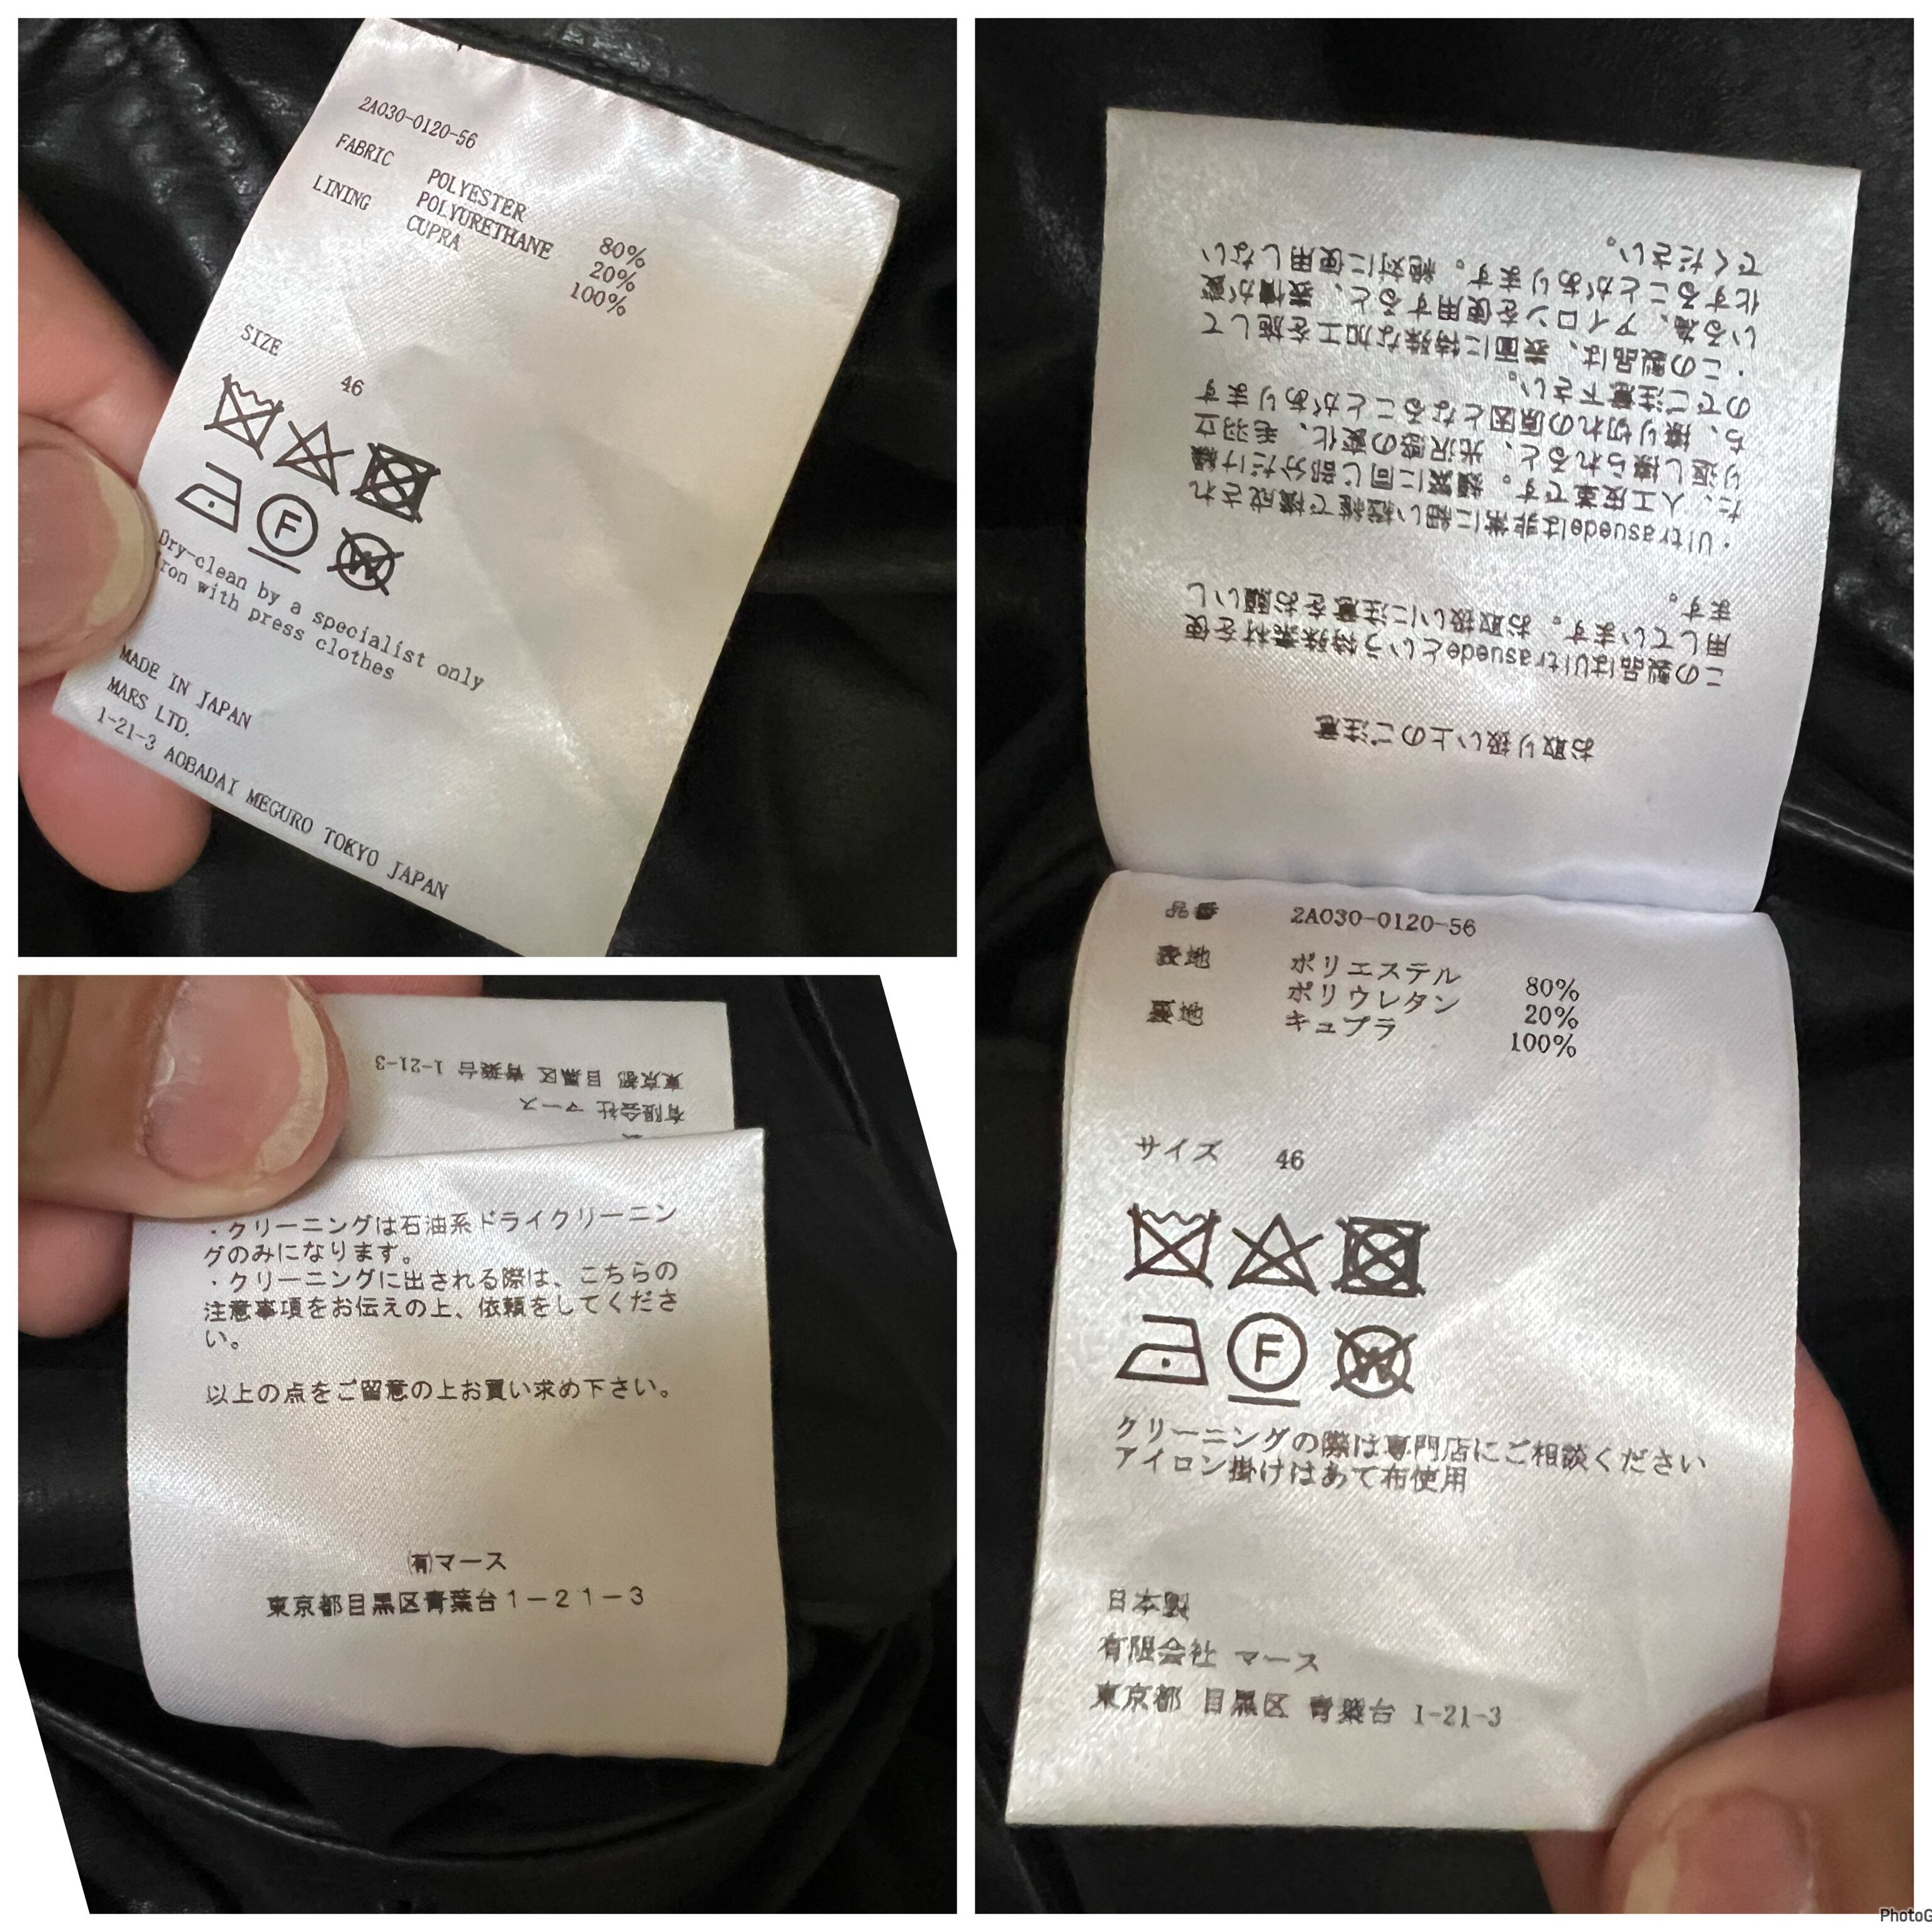 2A030-0120-56
FABRIC POLYESTER 80%
POLYURETHANE 20%
LINING CUPRA 100%
SIZE 46
F
W
Dry-clean by a specialist only
Iron with press clothes
MADE IN JAPAN
MARS LTD.
1-21-3 AOBADAI MEGURO TOKYO JAPAN
お取り扱い上のご注意
この製品はUltrasuedeという特殊素材を使
用しています。お取扱いに注意をお願いし
ます。
・Ultrasuedeは非常に細い繊維で構成され
た、人工皮革です。頻繁に同じ部分だけ繰
り返し擦られると、光沢感の変化、毛羽立
ち、擦り切れの原因となることがあります
のでご注意下さい。
・この製品は、表面に特殊な加工を施して
いる為、アイロンを使用すると、表情が変
化することがあります。絶対に使用しない
でください。
品番 2A030-0120-56
表地 ポリエステル 80%
ポリウレタン 20%
裏地 キュプラ 100%
サイズ 46
F
W
クリーニングの際は専門店にご相談ください
アイロン掛けはあて布使用
日本製
有限会社 マース
東京都 目黒区 青葉台 1-21-3
有限会社 マース
東京都 目黒区 青葉台 1-21-3
・クリーニングは石油系ドライクリーニン
グのみになります。
・クリーニングに出される際は、こちらの
注意事項をお伝えの上、依頼をしてくださ
い。
以上の点をご留意の上お買い求め下さい。
㈲マース
東京都目黒区青葉台1－21－3
PhotoG